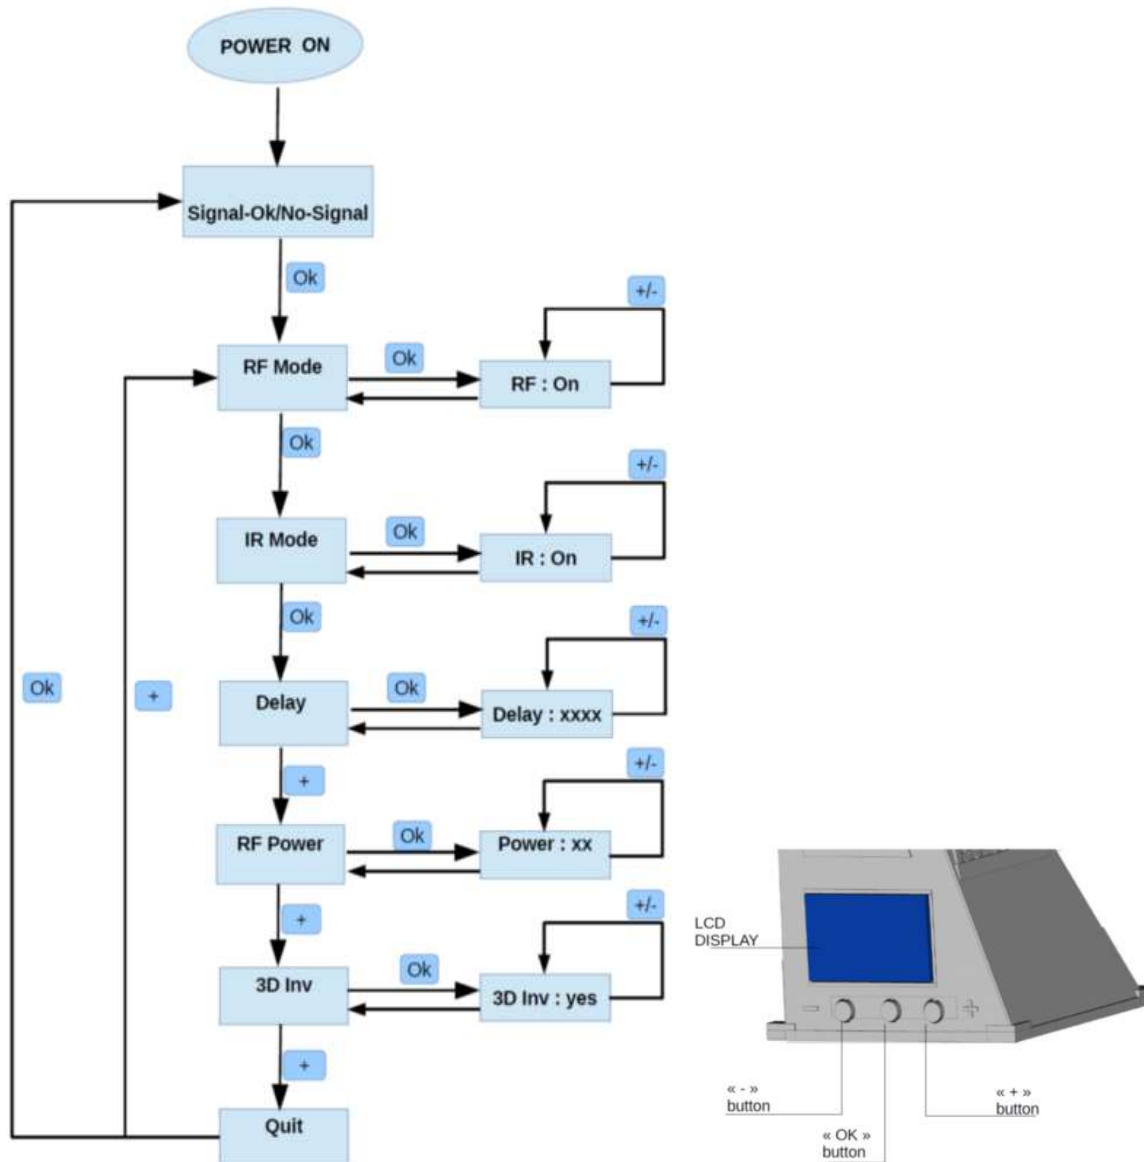 POWER ON
Signal-Ok/No-Signal
Ok
+/-
RF Mode
Ok
RF : On
Ok
+/-
IR Mode
Ok
IR : On
Ok
+/-
Ok
+
Delay
Ok
Delay : xxxx
+
+/-
RF Power
Ok
Power : xx
+
+/-
3D Inv
Ok
3D Inv : yes
+
Quit
LCD
DISPLAY
- +
« - »
button
« OK »
button
« + »
button